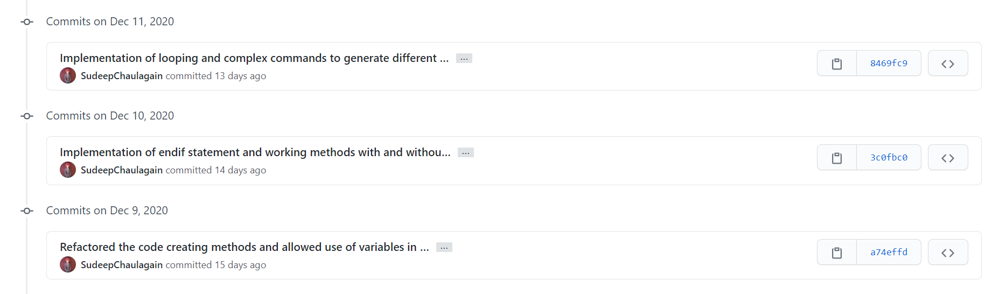 Commits on Dec 11, 2020
Implementation of looping and complex commands to generate different ... ...
SudeepChaulagain committed 13 days ago
8469fc9
Commits on Dec 10, 2020
Implementation of endif statement and working methods with and withou... ...
SudeepChaulagain committed 14 days ago
3c0fbc0
Commits on Dec 9, 2020
Refactored the code creating methods and allowed use of variables in ... ...
SudeepChaulagain committed 15 days ago
a74effd